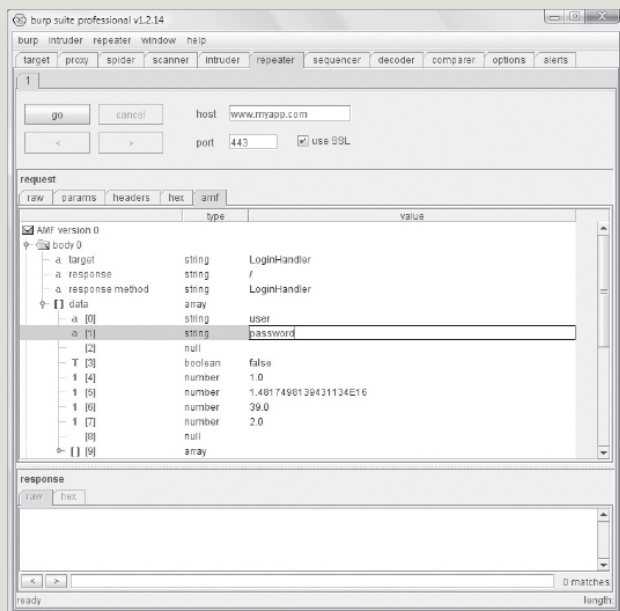 burp suite professional v1.2.14
burp intruder repeater window help
target proxy spider scanner intruder repeater sequencer decoder comparer options alerts
1
go cancel host www.myapp.com
< > port 443 use SSL
request
raw params headers hex amf
type value
AMF version 0
body 0
a target string LoginHandler
a response string /
a response method string LoginHandler
[] data array
a [0] string user
a [1] string password
[2] null
T [3] boolean false
1 [4] number 1.0
1 [5] number 1.4817498139431134E16
1 [6] number 39.0
1 [7] number 2.0
[8] null
[] [9] array
response
raw hex
< > 0 matches
ready length: